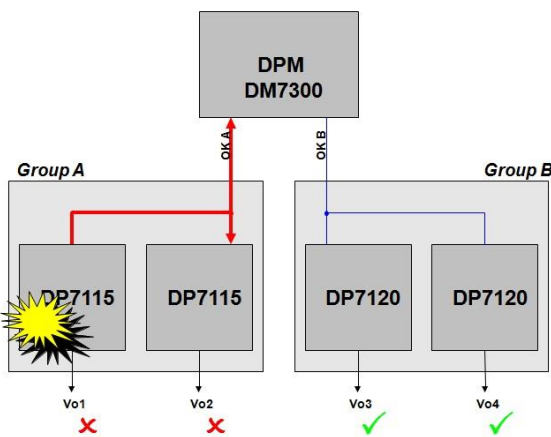 DPM
DM7300
OK A
OK B
Group A
Group B
DP7115
DP7115
DP7120
DP7120
Vo1
Vo2
Vo3
Vo4